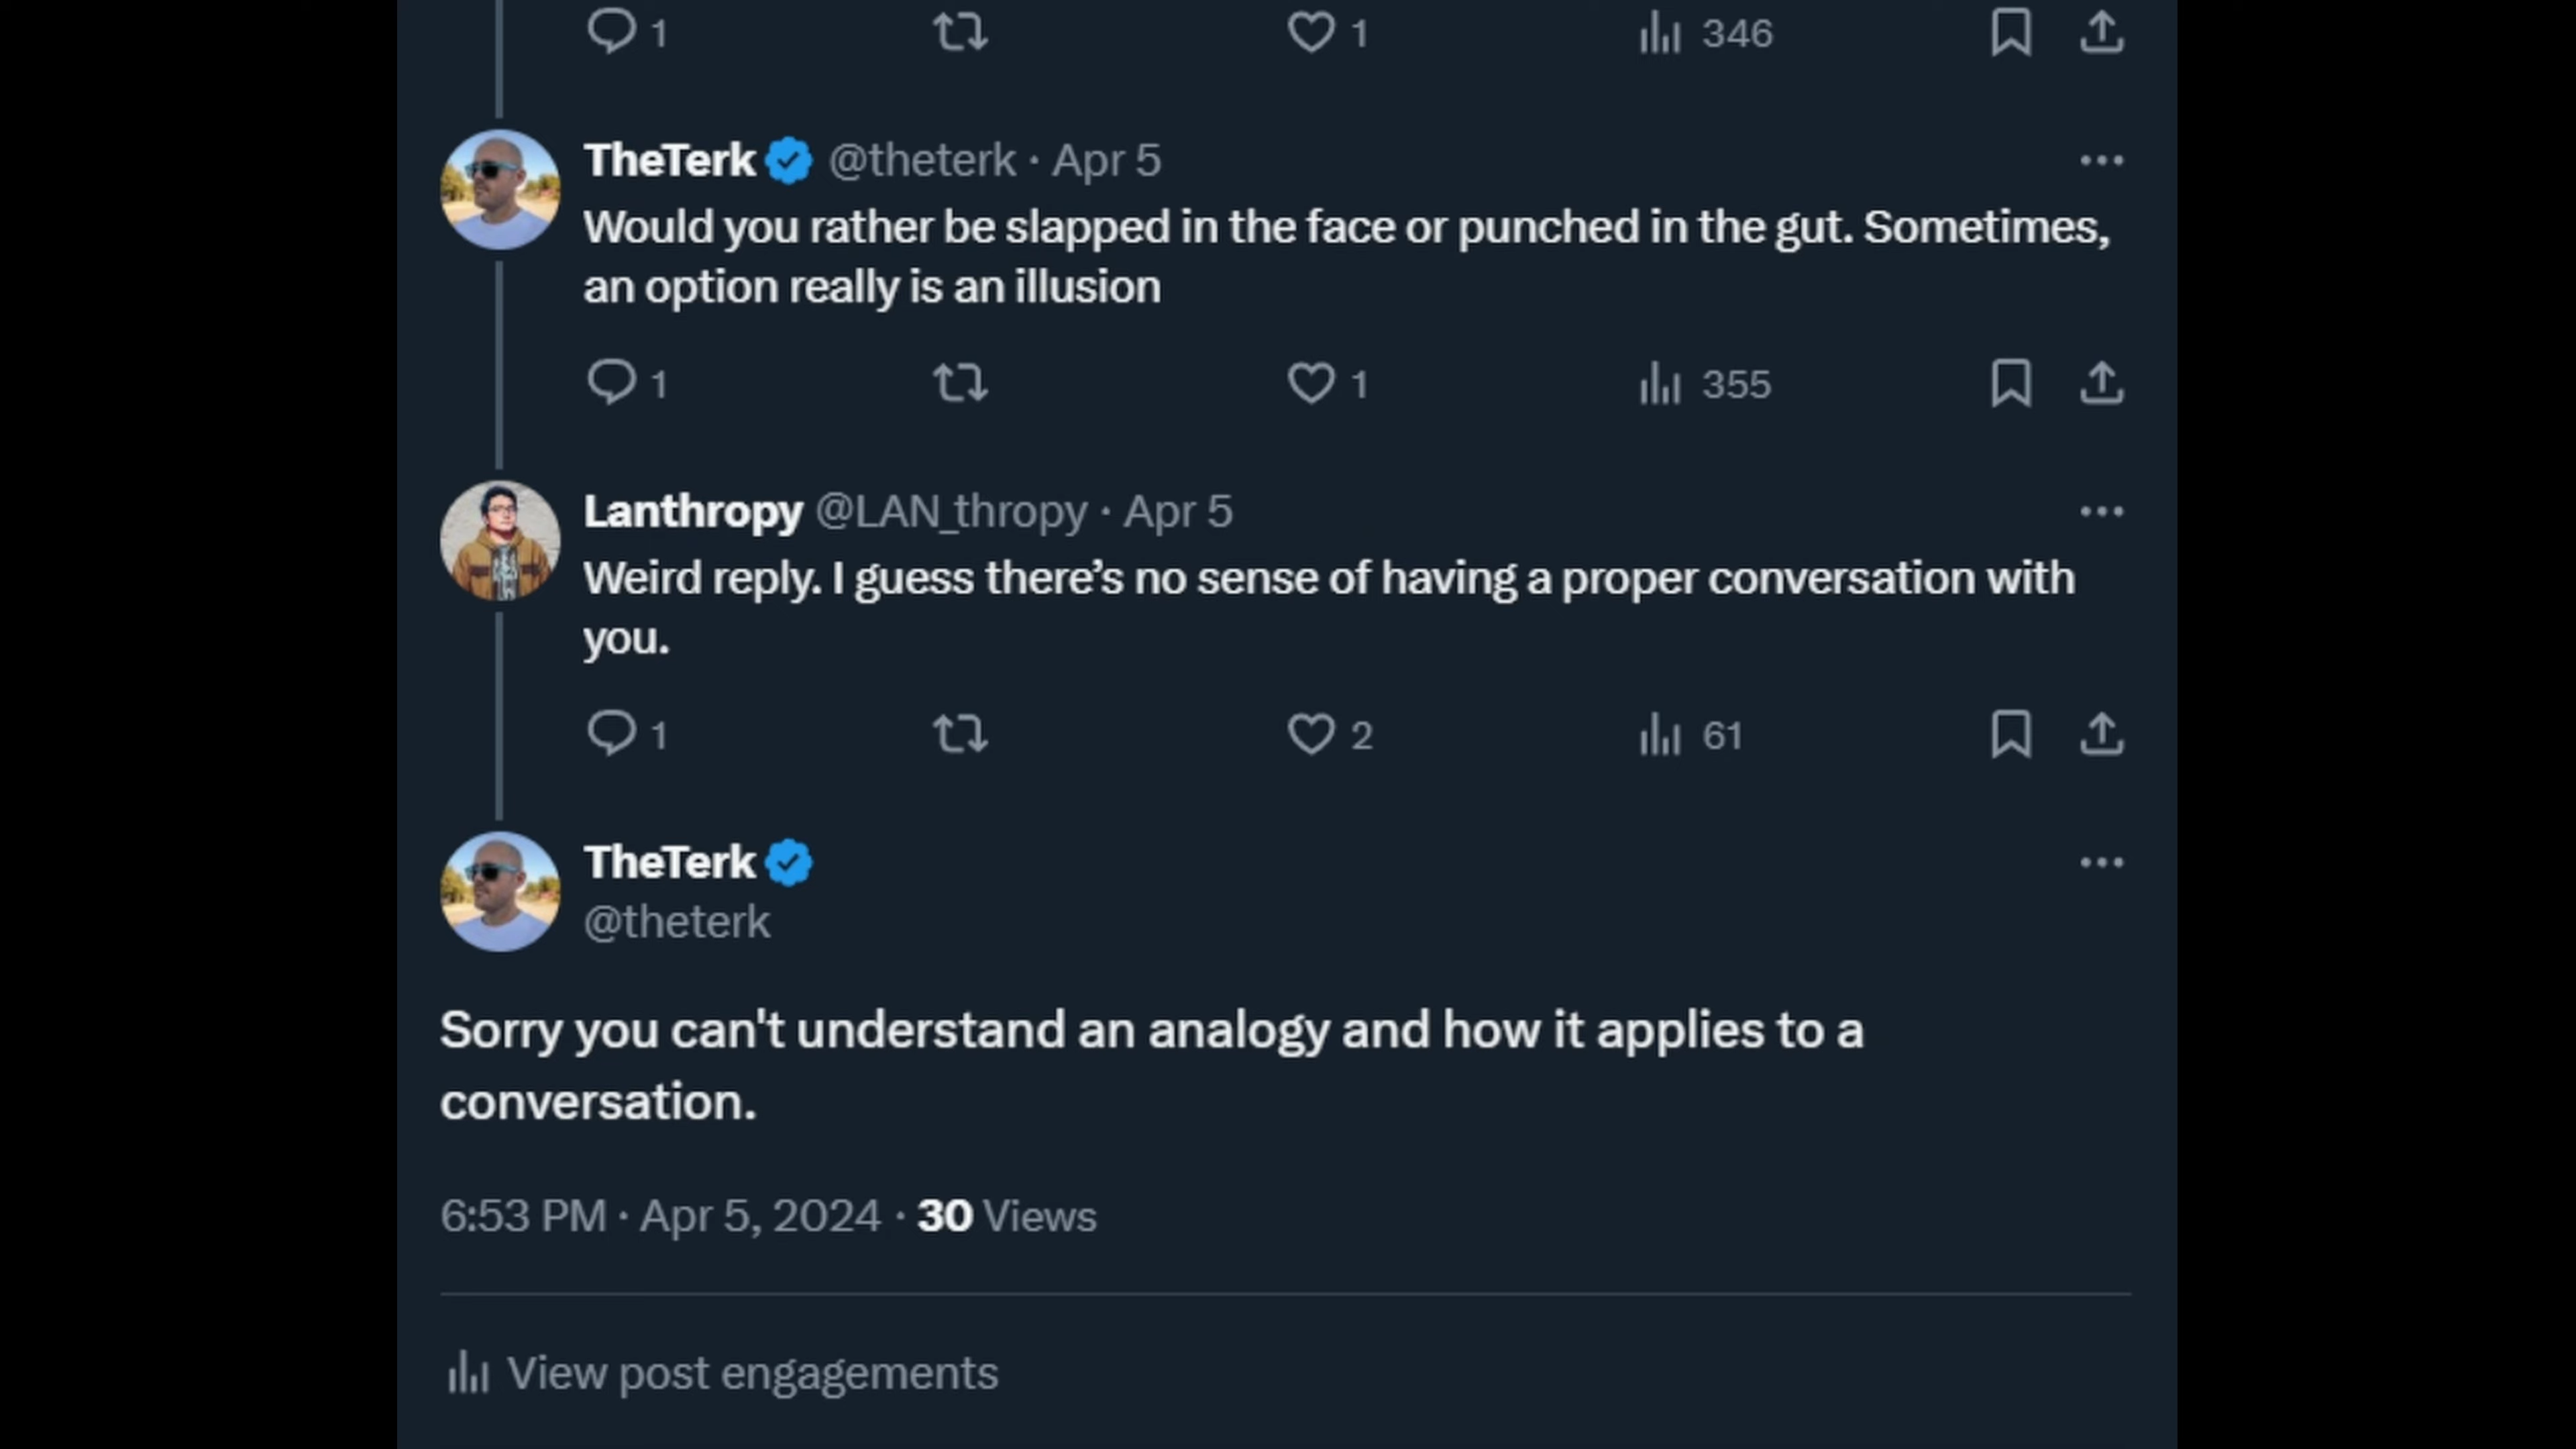 1 1 346
TheTerk @theterk · Apr 5
Would you rather be slapped in the face or punched in the gut. Sometimes,
an option really is an illusion
1 1 355
Lanthropy @LAN_thropy · Apr 5
Weird reply. I guess there’s no sense of having a proper conversation with
you.
1 2 61
TheTerk
@theterk
Sorry you can't understand an analogy and how it applies to a
conversation.
6:53 PM · Apr 5, 2024 · 30 Views
View post engagements